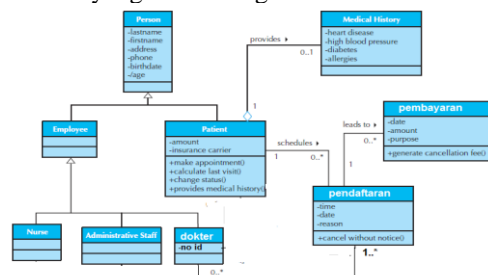 Person
-lastname
-firstname
-address
-phone
-birthdate
-/age
Medical History
-heart disease
-high blood pressure
-diabetes
-allergies
provides
0..1
1
Employee
Patient
-amount
-insurance carrier
+make appointment()
+calculate last visit()
+change status()
+provides medical history()
schedules
1
0..*
leads to
0..*
1
pembayaran
-date
-amount
-purpose
+generate cancellation fee()
pendaftaran
-time
-date
-reason
+cancel without notice()
1..*
Nurse
Administrative Staff
dokter
-no id
0..*